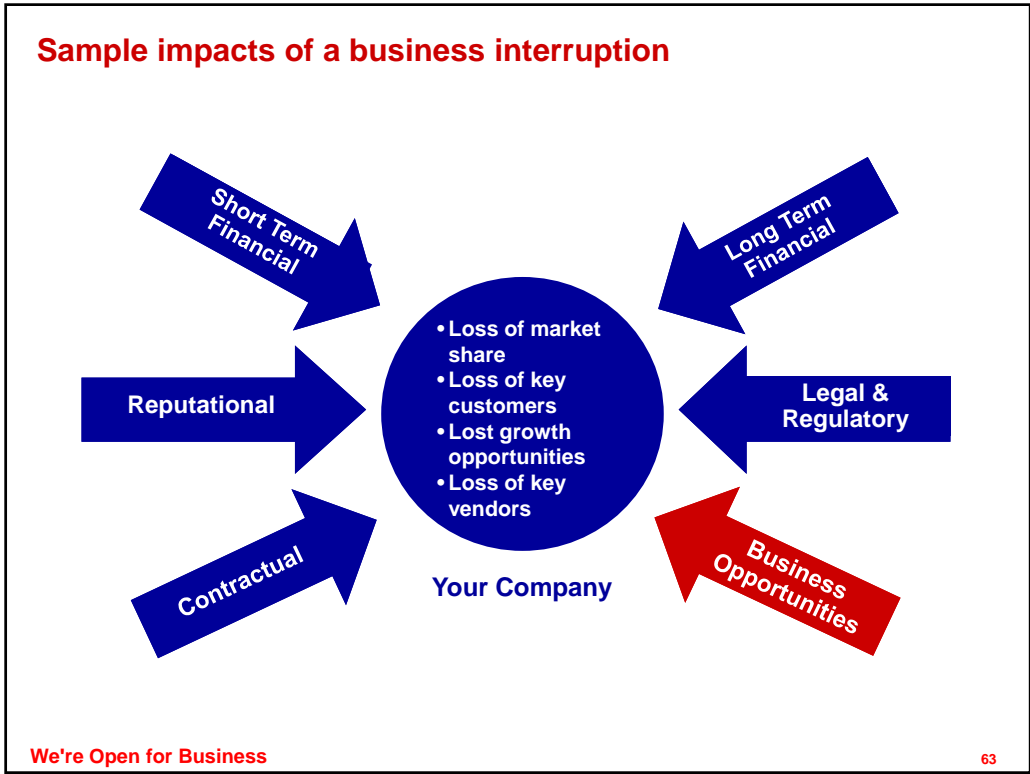 Sample impacts of a business interruption
Short Term
Financial
Long Term
Financial
• Loss of market
share
• Loss of key
customers
• Lost growth
opportunities
• Loss of key
vendors
Reputational
Legal &
Regulatory
Contractual
Business
Opportunities
Your Company
We're Open for Business
63